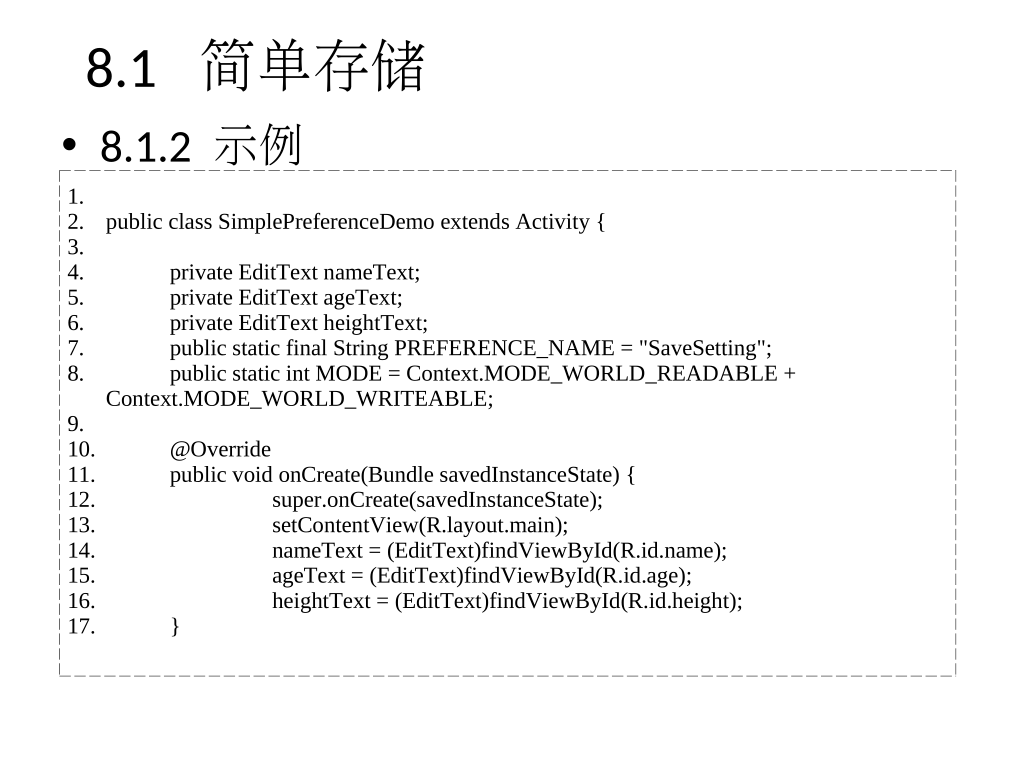 8.1 简单存储
• 8.1.2 示例
1.
2. public class SimplePreferenceDemo extends Activity {
3.
4. private EditText nameText;
5. private EditText ageText;
6. private EditText heightText;
7. public static final String PREFERENCE_NAME = "SaveSetting";
8. public static int MODE = Context.MODE_WORLD_READABLE +
Context.MODE_WORLD_WRITEABLE;
9.
10. @Override
11. public void onCreate(Bundle savedInstanceState) {
12. super.onCreate(savedInstanceState);
13. setContentView(R.layout.main);
14. nameText = (EditText)findViewById(R.id.name);
15. ageText = (EditText)findViewById(R.id.age);
16. heightText = (EditText)findViewById(R.id.height);
17. }